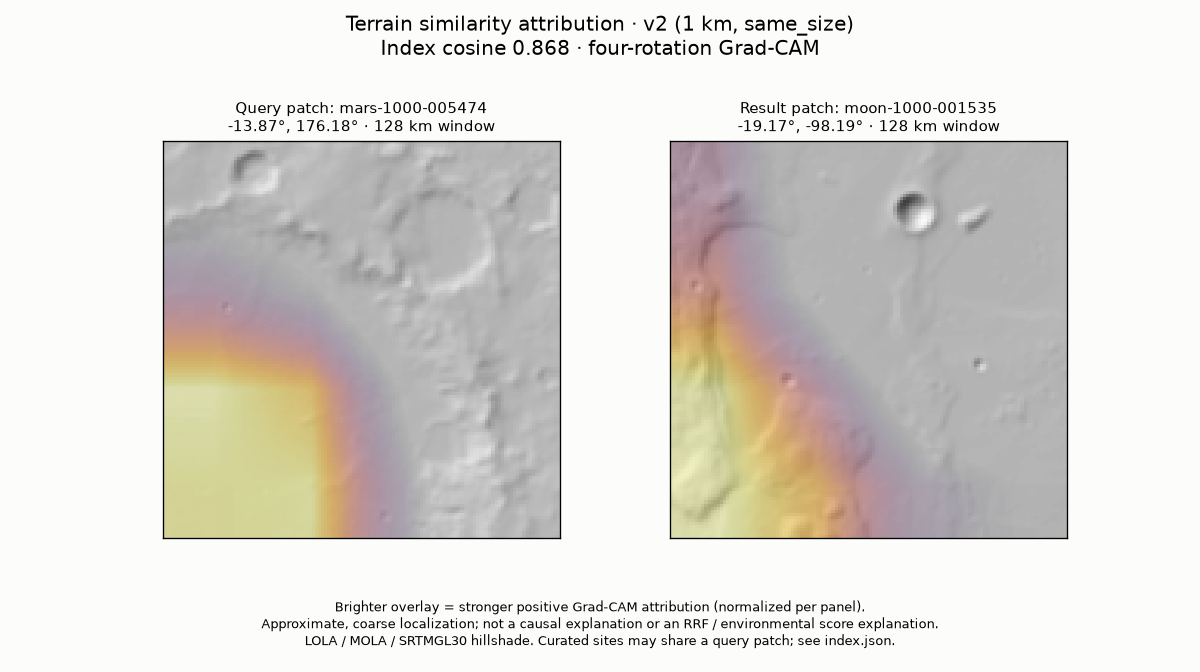 Terrain similarity attribution · v2 (1 km, same_size)
Index cosine 0.868 · four-rotation Grad-CAM
Query patch: mars-1000-005474
-13.87°, 176.18° · 128 km window
Result patch: moon-1000-001535
-19.17°, -98.19° · 128 km window
Brighter overlay = stronger positive Grad-CAM attribution (normalized per panel).
Approximate, coarse localization; not a causal explanation or an RRF / environmental score explanation.
LOLA / MOLA / SRTMGL30 hillshade. Curated sites may share a query patch; see index.json.